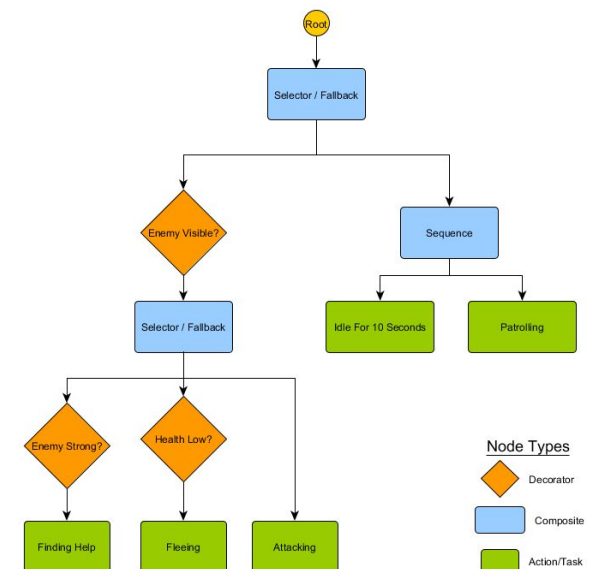 Root
Selector / Fallback
Enemy Visible?
Sequence
Selector / Fallback
Idle For 10 Seconds
Patrolling
Enemy Strong?
Health Low?
Finding Help
Fleeing
Attacking
Node Types
Decorator
Composite
Action/Task